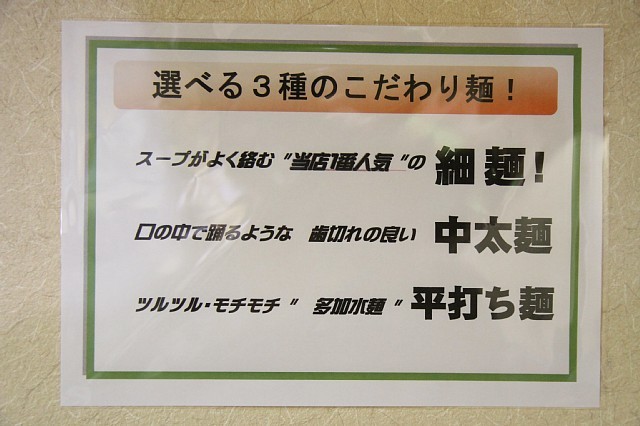 選べる3種のこだわり麺！
スープがよく絡む〝当店1番人気〟の 細麺！
口の中で踊るような 歯切れの良い 中太麺
ツルツル・モチモチ〝 多加水麺 〟平打ち麺